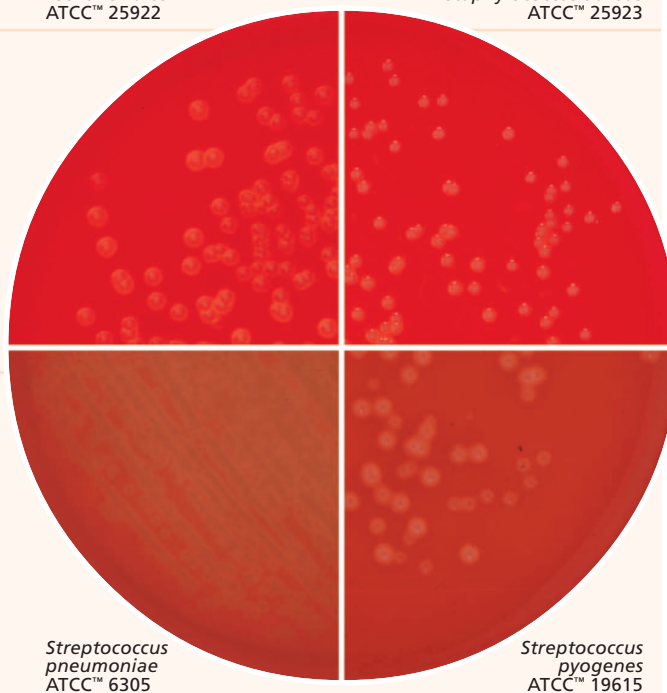 ATCC™ 25922
ATCC™ 25923
Streptococcus
pneumoniae
ATCC™ 6305
Streptococcus
pyogenes
ATCC™ 19615